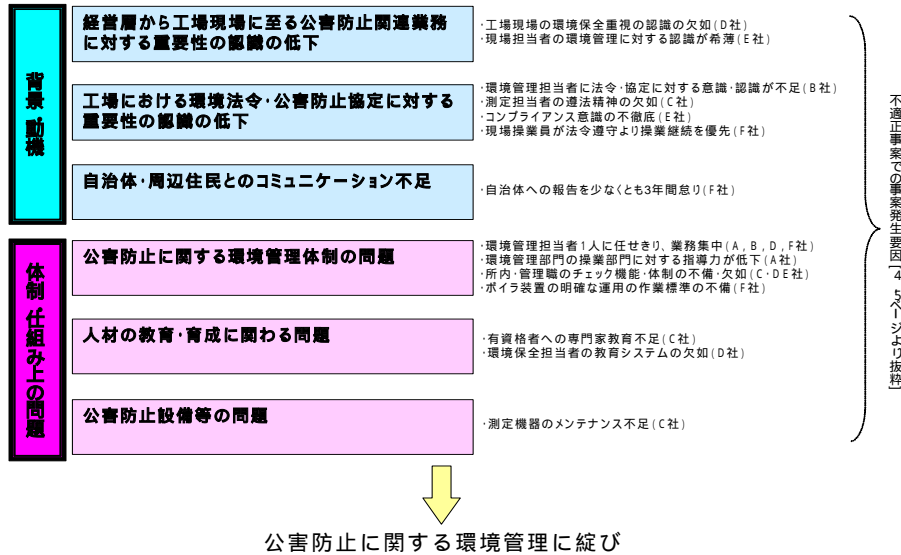 背景・動機
経営層から工場現場に至る公害防止関連業務
に対する重要性の認識の低下
・工場現場の環境保全重視の認識の欠如(D社)
・現場担当者の環境管理に対する認識が希薄(E社)
工場における環境法令・公害防止協定に対する
重要性の認識の低下
・環境管理担当者に法令・協定に対する意識・認識が不足(B社)
・測定担当者の遵法精神の欠如(C社)
・コンプライアンス意識の不徹底(E社)
・現場操業員が法令遵守より操業継続を優先(F社)
自治体・周辺住民とのコミュニケーション不足
・自治体への報告を少なくとも3年間怠り(F社)
体制・仕組み上の問題
公害防止に関する環境管理体制の問題
・環境管理担当者1人に任せきり、業務集中(A,B,D,F社)
・環境管理部門の操業部門に対する指導力が低下(A社)
・所内・管理職のチェック機能・体制の不備・欠如(C・DE社)
・ボイラ装置の明確な運用の作業標準の不備(F社)
人材の教育・育成に関わる問題
・有資格者への専門家教育不足(C社)
・環境保全担当者の教育システムの欠如(D社)
公害防止設備等の問題
・測定機器のメンテナンス不足(C社)
不適正事案での事案発生要因[4、5ページより抜粋]
公害防止に関する環境管理に綻び